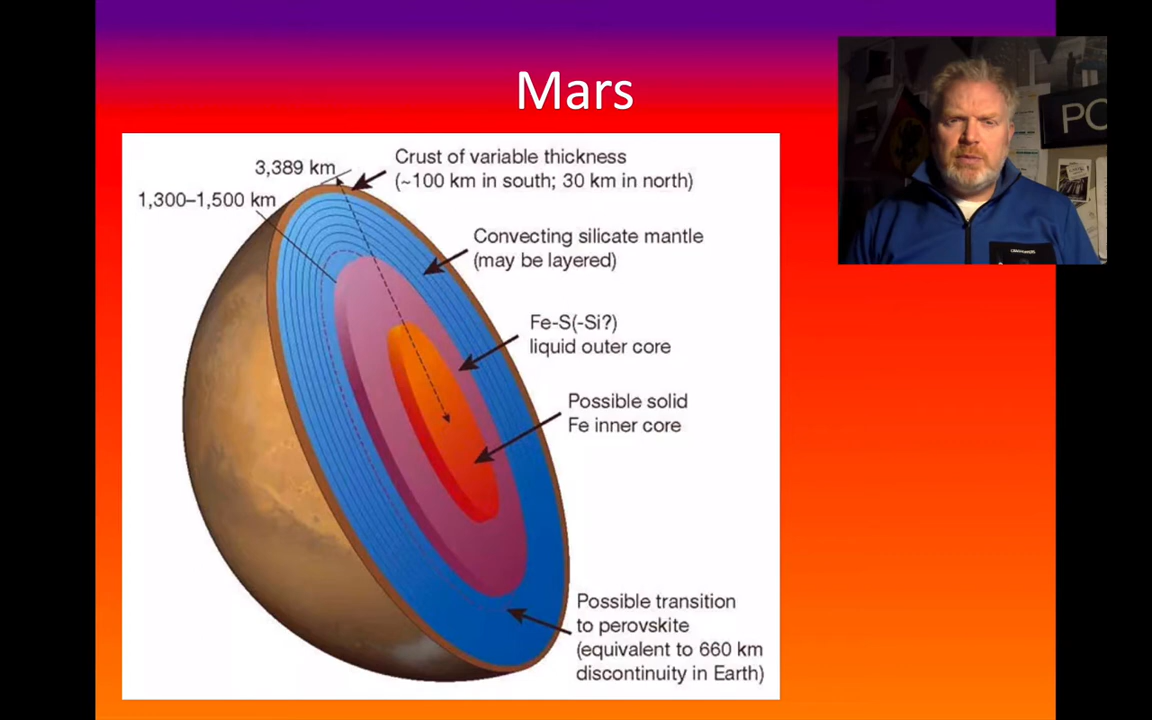 Mars
3,389 km
1,300–1,500 km
Crust of variable thickness
(~100 km in south; 30 km in north)
Convecting silicate mantle
(may be layered)
Fe-S(-Si?)
liquid outer core
Possible solid
Fe inner core
Possible transition
to perovskite
(equivalent to 660 km
discontinuity in Earth)
PO